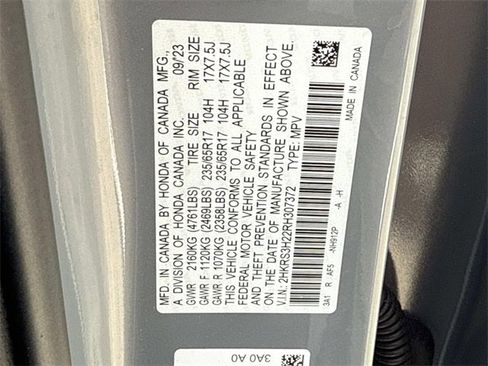 MFD. IN CANADA BY HONDA OF CANADA MFG.,
A DIVISION OF HONDA CANADA INC. 09/23
GVWR 2160KG (4761LBS) TIRE SIZE RIM SIZE
GAWR F 1120KG (2469LBS) 235/65R17 104H 17X7.5J
GAWR R 1070KG (2358LBS) 235/65R17 104H 17X7.5J
THIS VEHICLE CONFORMS TO ALL APPLICABLE
FEDERAL MOTOR VEHICLE SAFETY
AND THEFT PREVENTION STANDARDS IN EFFECT
ON THE DATE OF MANUFACTURE SHOWN ABOVE.
V.I.N.: 2HKRS3H22RH307372 TYPE: MPV
3A1 R AF5 -NH912P -A -H MADE IN CANADA
3A0 A0